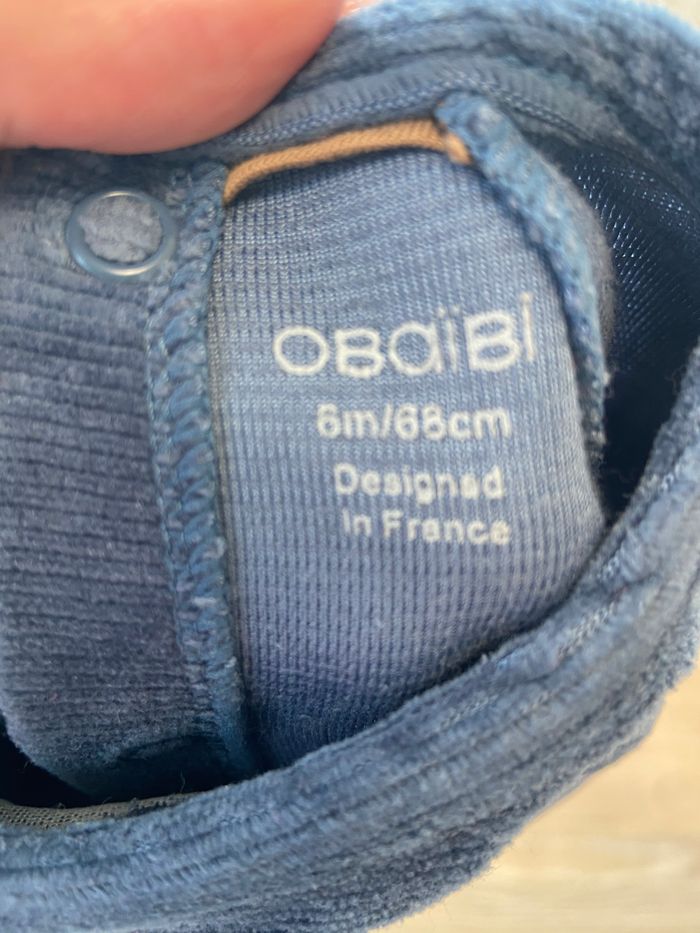 OBaïBi
6m/68cm
Designed
in France